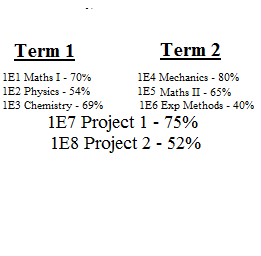 Term 1 Term 2
1E1 Maths I - 70% 1E4 Mechanics - 80%
1E2 Physics - 54% 1E5 Maths II - 65%
1E3 Chemistry - 69% 1E6 Exp Methods - 40%
1E7 Project 1 - 75%
1E8 Project 2 - 52%